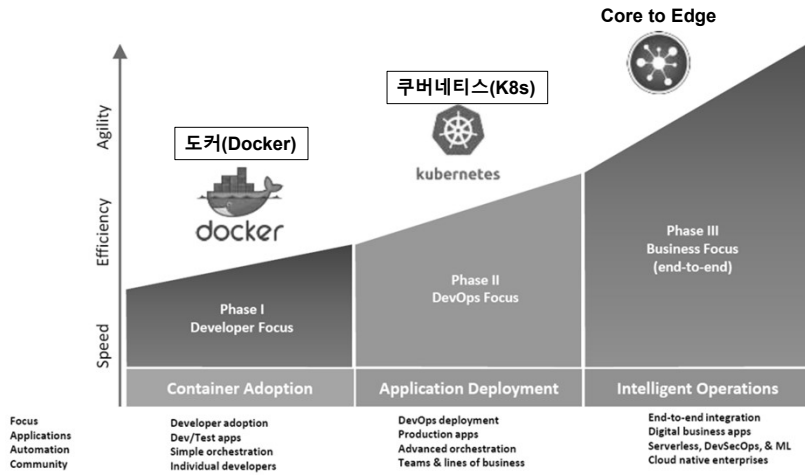 Core to Edge
쿠버네티스(K8s)
kubernetes
도커(Docker)
docker
Agility
Efficiency
Speed
Phase I
Developer Focus
Phase II
DevOps Focus
Phase III
Business Focus
(end-to-end)
Container Adoption
Application Deployment
Intelligent Operations
Focus
Applications
Automation
Community
Developer adoption
Dev/Test apps
Simple orchestration
Individual developers
DevOps deployment
Production apps
Advanced orchestration
Teams & lines of business
End-to-end integration
Digital business apps
Serverless, DevSecOps, & ML
Cloud native enterprises